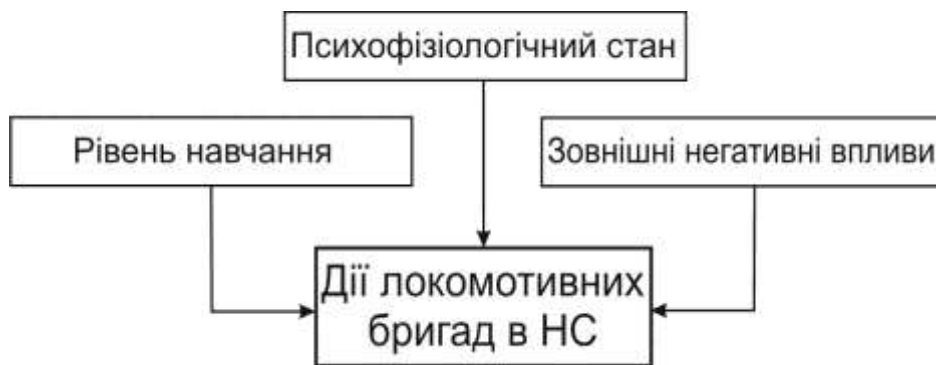 Психофізіологічний стан
Рівень навчання
Зовнішні негативні впливи
Дії локомотивних
бригад в НС